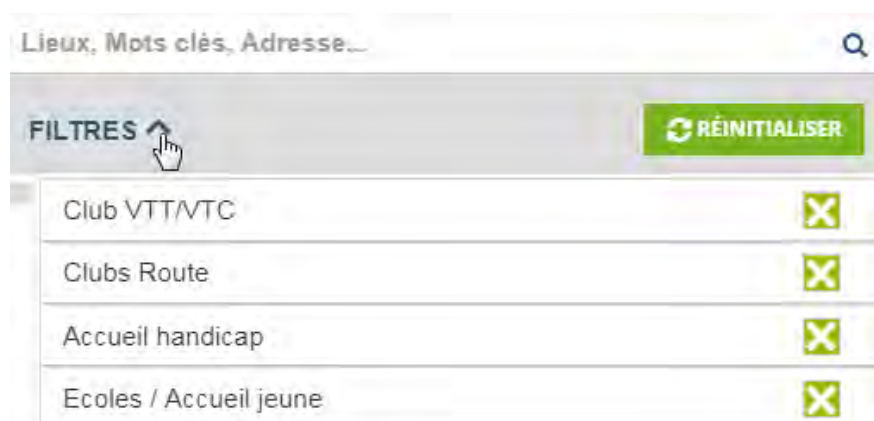 Lieux, Mots clés, Adresse...
FILTRES RÉINITIALISER
Club VTT/VTC
Clubs Route
Accueil handicap
Ecoles / Accueil jeune